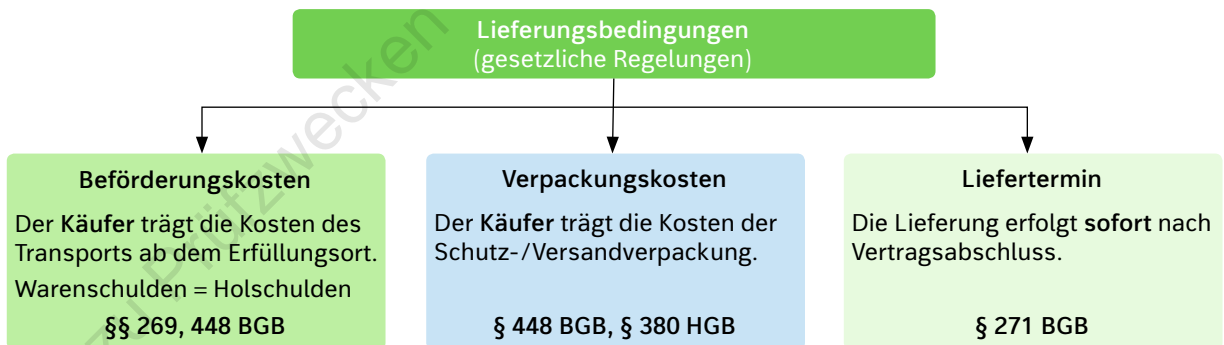 Lieferungsbedingungen
(gesetzliche Regelungen)
Beförderungskosten
Der Käufer trägt die Kosten des
Transports ab dem Erfüllungsort.
Warenschulden = Holschulden
§§ 269, 448 BGB
Verpackungskosten
Der Käufer trägt die Kosten der
Schutz-/Versandverpackung.
§ 448 BGB, § 380 HGB
Liefertermin
Die Lieferung erfolgt sofort nach
Vertragsabschluss.
§ 271 BGB
zu Prüfzwecken